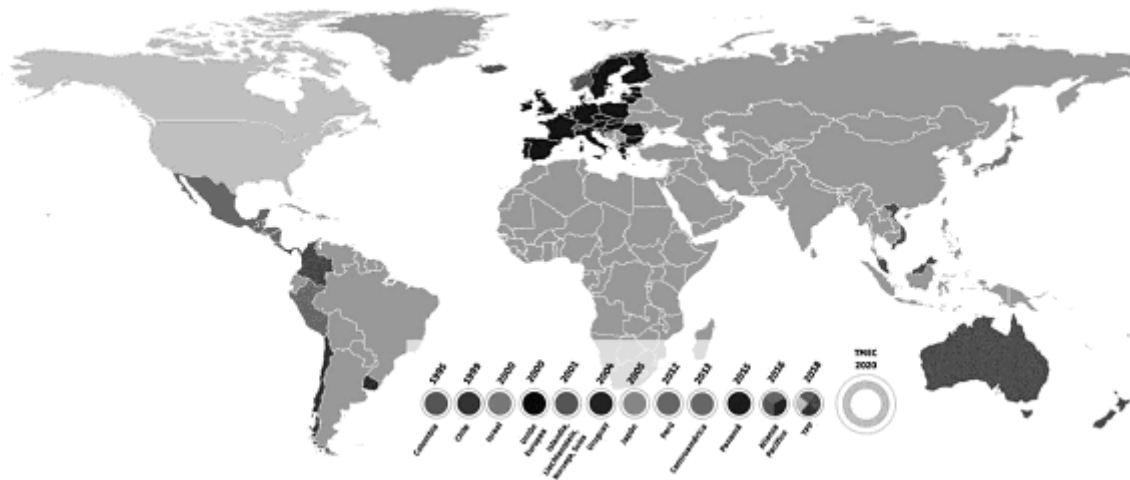 1995
1999
2000
2000
2001
2004
2005
2012
2013
2015
2016
2018
TMEC
2020
Colombia
Chile
Israel
Unión
Europea
Islandia,
Liechtenstein,
Noruega, Suiza
Uruguay
Japón
Perú
Centroamérica
Panamá
Alianza
Pacífico
TPP